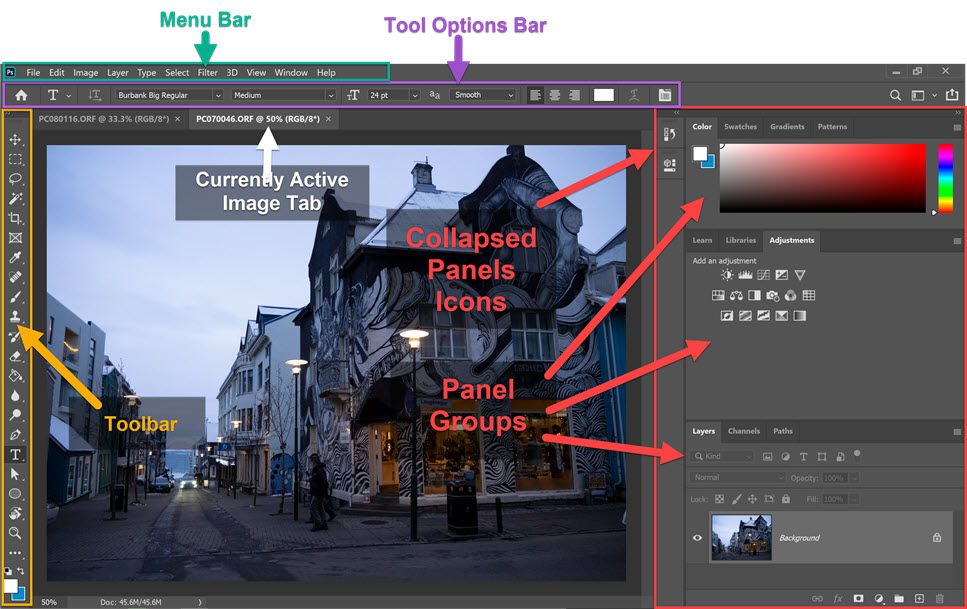 Menu Bar
Tool Options Bar
Ps File Edit Image Layer Type Select Filter 3D View Window Help
T Burbank Big Regular Medium 24 pt aa Smooth
PC080116.ORF @ 33.3% (RGB/8*) × PC070046.ORF @ 50% (RGB/8*) ×
Color Swatches Gradients Patterns
Currently Active
Image Tab
Collapsed
Panels
Icons
Learn Libraries Adjustments
Add an adjustment
Panel
Groups
Toolbar
Layers Channels Paths
Kind
Normal Opacity: 100%
Lock: Fill: 100%
Background
fx
50% Doc: 45.6M/45.6M